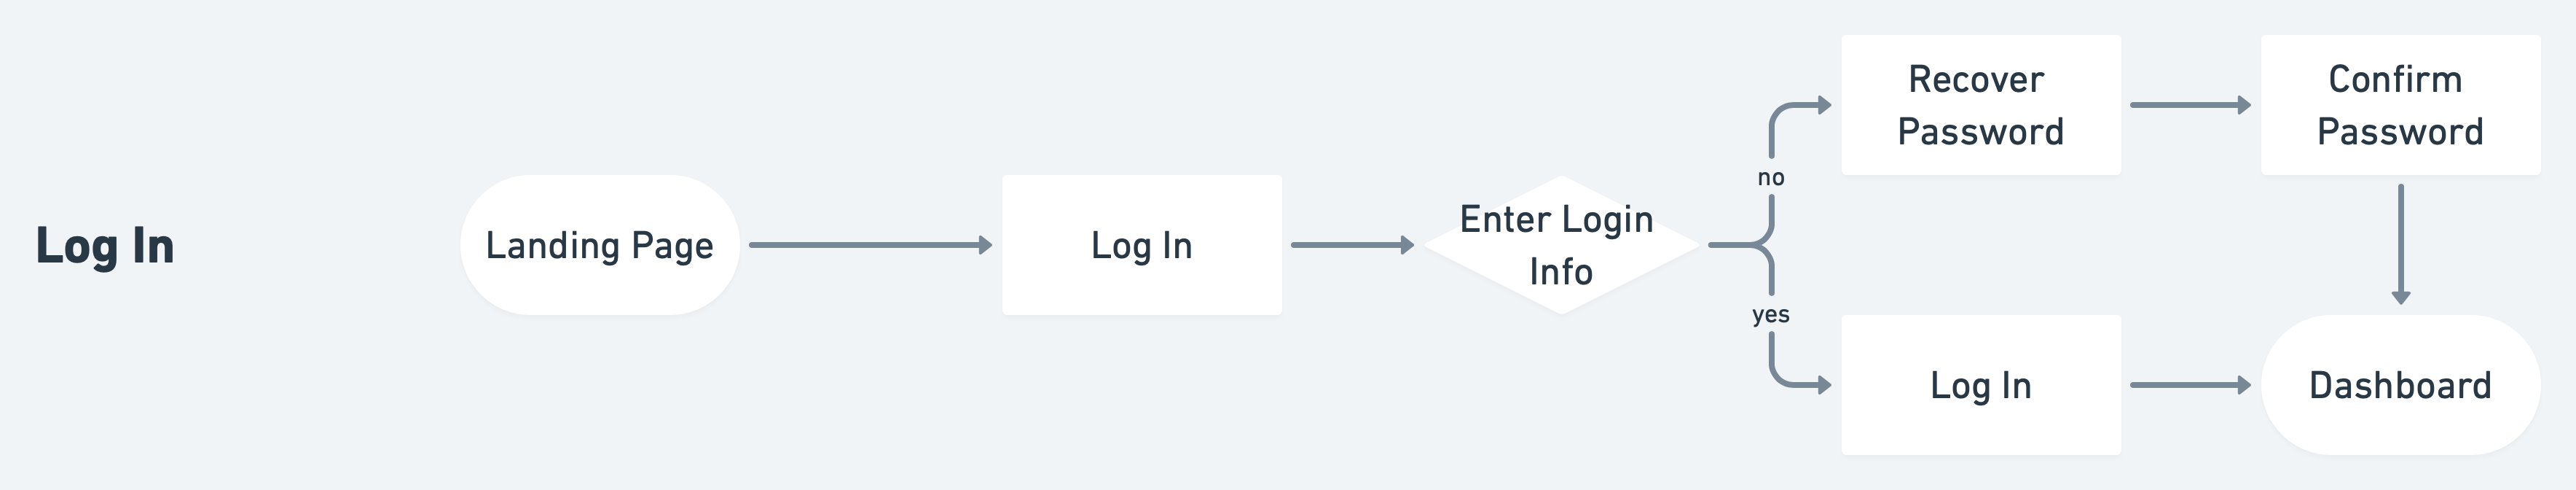 Log In
Landing Page
Log In
Enter Login
Info
no
yes
Recover
Password
Confirm
Password
Log In
Dashboard